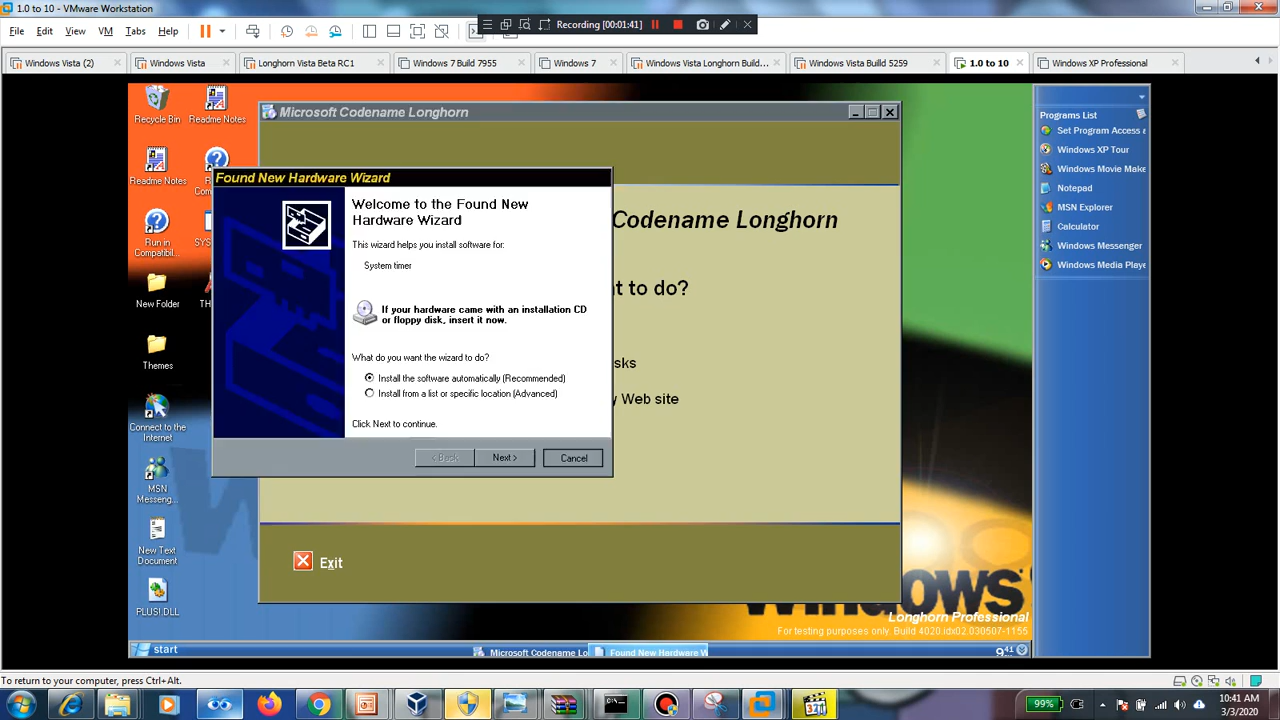 1.0 to 10 - VMware Workstation
Recording [00:01:41]
File Edit View VM Tabs Help
Windows Vista (2) Windows Vista Longhorn Vista Beta RC1 Windows 7 Build 7955 Windows 7 Windows Vista Longhorn Build... Windows Vista Buiild 5259 1.0 to 10 Windows XP Professional
Recycle Bin
Readme Notes
Readme Notes
Run in Compatibil...
New Folder
Themes
Connect to the Internet
MSN Messeng...
New Text Document
PLUS!.DLL
Microsoft Codename Longhorn
Codename Longhorn
t to do?
sks
y Web site
Exit
Found New Hardware Wizard
Welcome to the Found New
Hardware Wizard
This wizard helps you install software for:
System timer
If your hardware came with an installation CD
or floppy disk, insert it now.
What do you want the wizard to do?
Install the software automatically (Recommended)
Install from a list or specific location (Advanced)
Click Next to continue.
< Back Next > Cancel
Programs List
Set Program Access a
Windows XP Tour
Windows Movie Make
Notepad
MSN Explorer
Calculator
Windows Messenger
Windows Media Playe
Windows
Longhorn Professional
For testing purposes only. Build 4020.idx02.030507-1155
start Microsoft Codename Lo Found New Hardware W 9 41
To return to your computer, press Ctrl+Alt.
99% 10:41 AM
3/3/2020